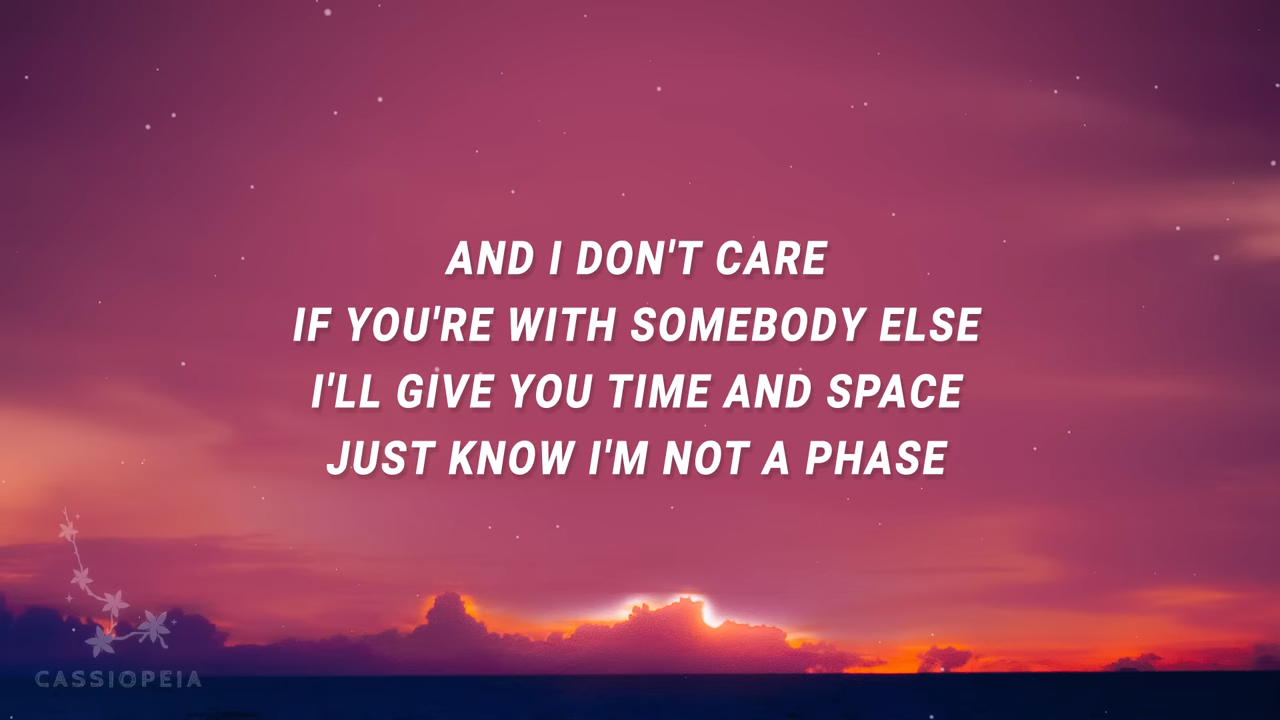 AND I DON'T CARE
IF YOU'RE WITH SOMEBODY ELSE
I'LL GIVE YOU TIME AND SPACE
JUST KNOW I'M NOT A PHASE
CASSIOPEIA